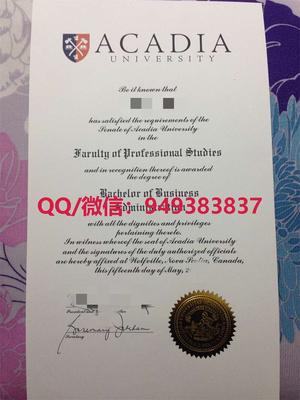 ACADIA
UNIVERSITY
Be it known that
has satisfied the requirements of the
Senate of Acadia University
in the
Faculty of Professional Studies
and in recognition thereof is awarded
the degree of
Bachelor of Business
Administration
QQ/微信：949383837
with all the dignities and privileges
pertaining thereto.
In witness whereof the seal of Acadia University
and the signatures of the duly authorized officials
are hereby affixed at Wolfville, Nova Scotia, Canada,
this fifteenth day of May,